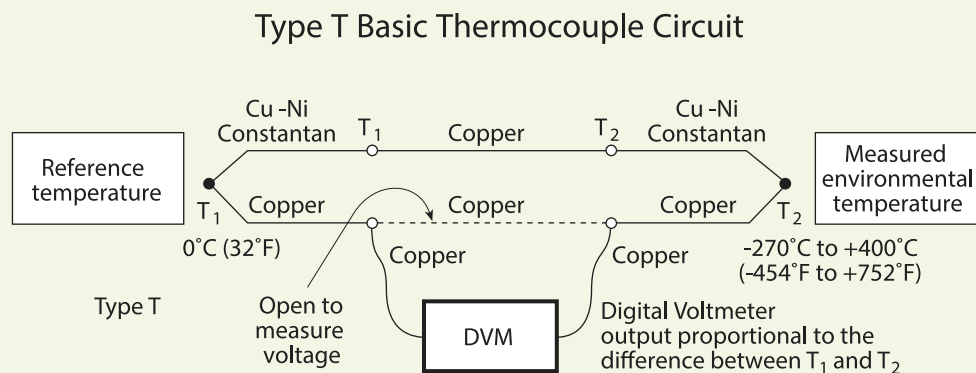 Type T Basic Thermocouple Circuit
Cu -Ni
Constantan
T1
Copper
T2
Cu -Ni
Constantan
Reference
temperature
Measured
environmental
temperature
T1
Copper
Copper
Copper
T2
0˚C (32˚F)
Copper
Copper
-270˚C to +400˚C
(-454˚F to +752˚F)
Type T
Open to
measure
voltage
DVM
Digital Voltmeter
output proportional to the
difference between T1 and T2